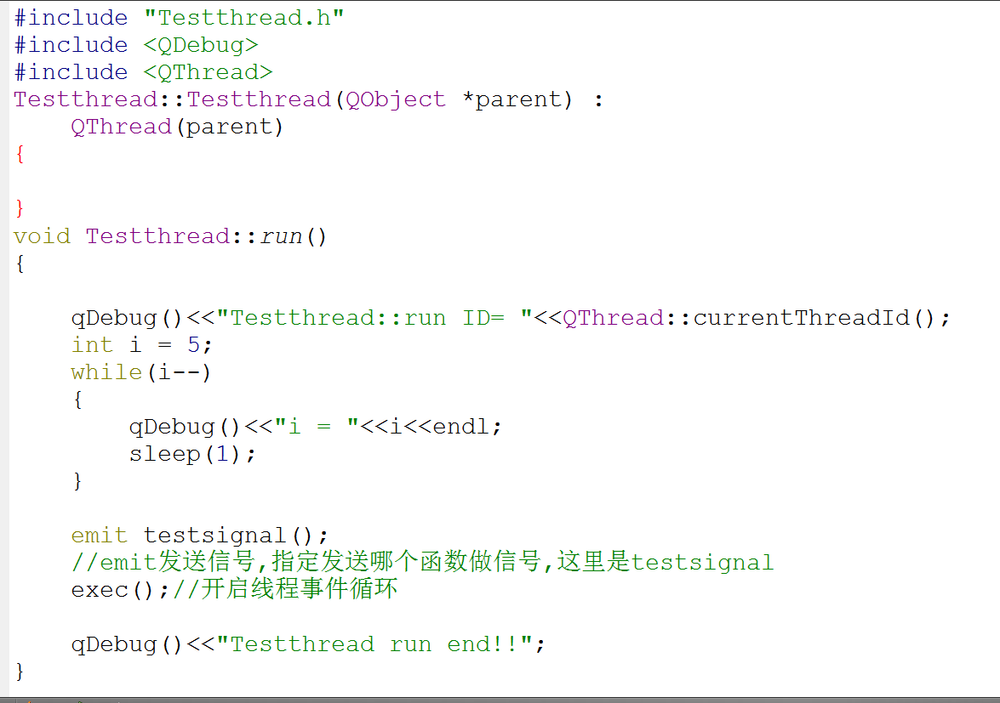 #include "Testthread.h"
#include <QDebug>
#include <QThread>
Testthread::Testthread(QObject *parent) :
    QThread(parent)
{
}
void Testthread::run()
{
    qDebug()<<"Testthread::run ID= "<<QThread::currentThreadId();
    int i = 5;
    while(i--)
    {
        qDebug()<<"i = "<<i<<endl;
        sleep(1);
    }
    emit testsignal();
    //emit发送信号,指定发送哪个函数做信号,这里是testsignal
    exec();//开启线程事件循环
    qDebug()<<"Testthread run end!!";
}